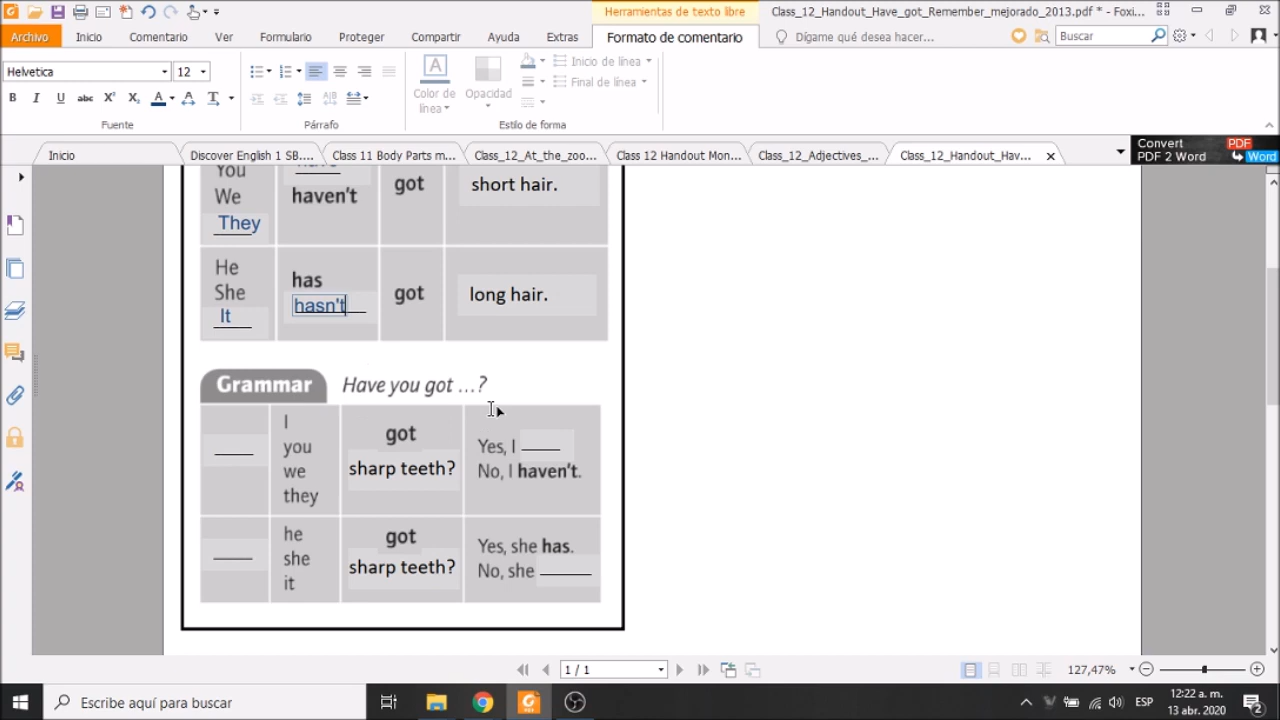 Herramientas de texto libre
Class_12_Handout_Have_got_Remember_mejorado_2013.pdf * - Foxi...
Archivo
Inicio
Comentario
Ver
Formulario
Proteger
Compartir
Ayuda
Extras
Formato de comentario
Dígame qué desea hacer...
Buscar
Helvetica
12
Color de línea
Opacidad
Inicio de línea
Final de línea
Fuente
Párrafo
Estilo de forma
Inicio
Discover English 1 SB....
Class 11 Body Parts m...
Class_12_At_the_zoo...
Class 12 Handout Mon...
Class_12_Adjectives_...
Class_12_Handout_Hav...
Convert PDF
PDF 2 Word Word
You
We
They
haven't
got
short hair.
He
She
It
has
hasn't
got
long hair.
Grammar Have you got ...?
I
you
we
they
got
sharp teeth?
Yes, I ____
No, I haven't.
he
she
it
got
sharp teeth?
Yes, she has.
No, she ____
1 / 1
127,47%
Escribe aquí para buscar
ESP
12:22 a. m.
13 abr. 2020
2